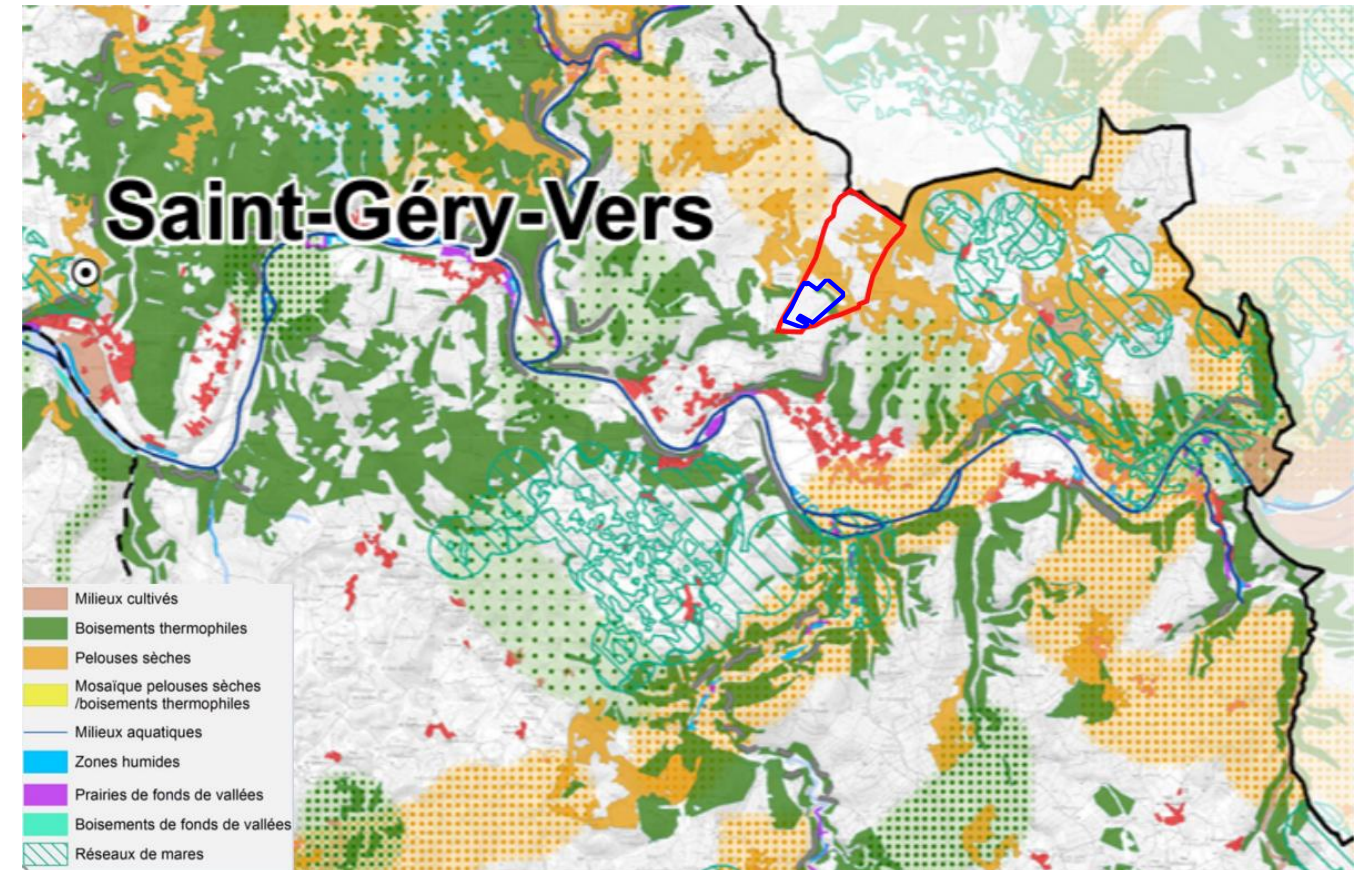 Saint-Géry-Vers
Milieux cultivés
Boisements thermophiles
Pelouses sèches
Mosaïque pelouses sèches
/boisements thermophiles
Milieux aquatiques
Zones humides
Prairies de fonds de vallées
Boisements de fonds de vallées
Réseaux de mares